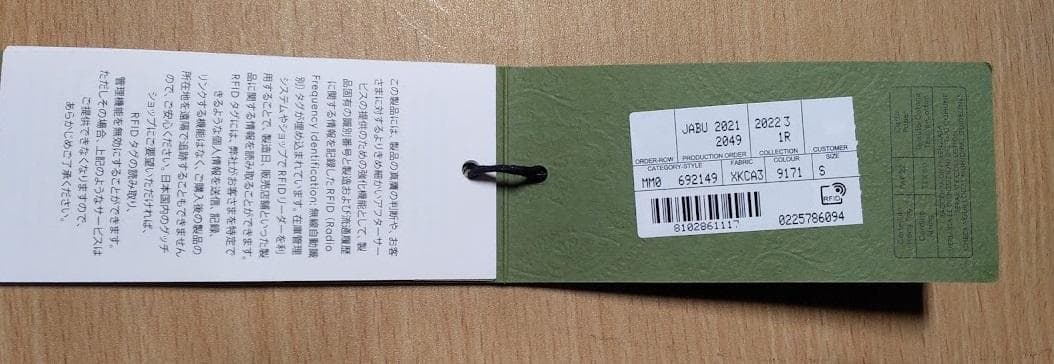 この製品には、製品の真贋の判断や、お客
さまに対するよりきめ細かいアフターサー
ビスの提供のための強化機能として、製
品固有の識別番号と製造および流通履歴
に関する情報を記録したRFID（Radio
Frequency Identification: 無線自動識
別）タグが埋め込まれています。在庫管理
システムやショップでRFIDリーダーを利
用することで、製造日、販売店舗といった製
品に関する情報を読み取ることができます。
RFIDタグには、弊社がお客さまを特定で
きるような個人情報を送信、記録、
リンクする機能はなく、ご購入後の製品の
所在地を遠隔で追跡することもできません
ので、ご安心ください。日本国内のグッチ
ショップにご要望いただければ、
RFIDのタグの読み取り、
管理機能を無効にすることができます。
ただしその場合、上記のようなサービスは
ご提供できなくなりますので、
あらかじめご了承ください。
JABU 2021 2022 3
2049 1R
ORDER-ROW PRODUCTION ORDER COLLECTION CUSTOMER
CATEGORY-STYLE FABRIC COLOUR SIZE
MM0 692149 XKCA3 9171 S
RFID
8102861117 0225786094